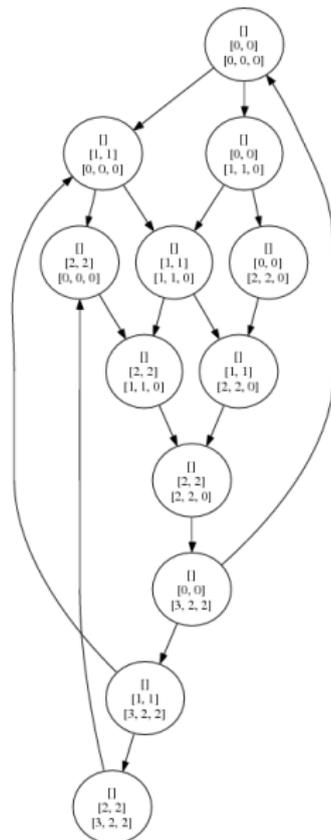 []
[0, 0]
[0, 0, 0]
[]
[1, 1]
[0, 0, 0]
[]
[0, 0]
[1, 1, 0]
[]
[2, 2]
[0, 0, 0]
[]
[1, 1]
[1, 1, 0]
[]
[0, 0]
[2, 2, 0]
[]
[2, 2]
[1, 1, 0]
[]
[1, 1]
[2, 2, 0]
[]
[2, 2]
[2, 2, 0]
[]
[0, 0]
[3, 2, 2]
[]
[1, 1]
[3, 2, 2]
[]
[2, 2]
[3, 2, 2]